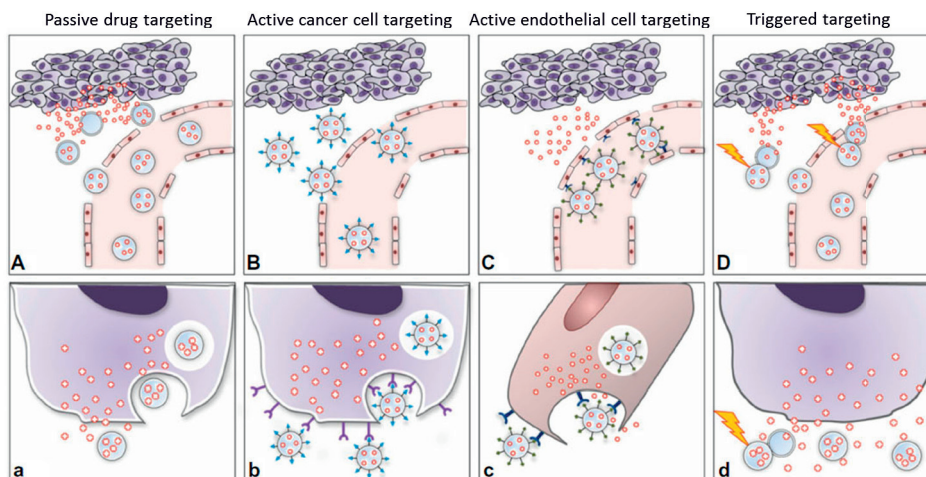 Passive drug targeting
Active cancer cell targeting
Active endothelial cell targeting
Triggered targeting
A
B
C
D
a
b
c
d